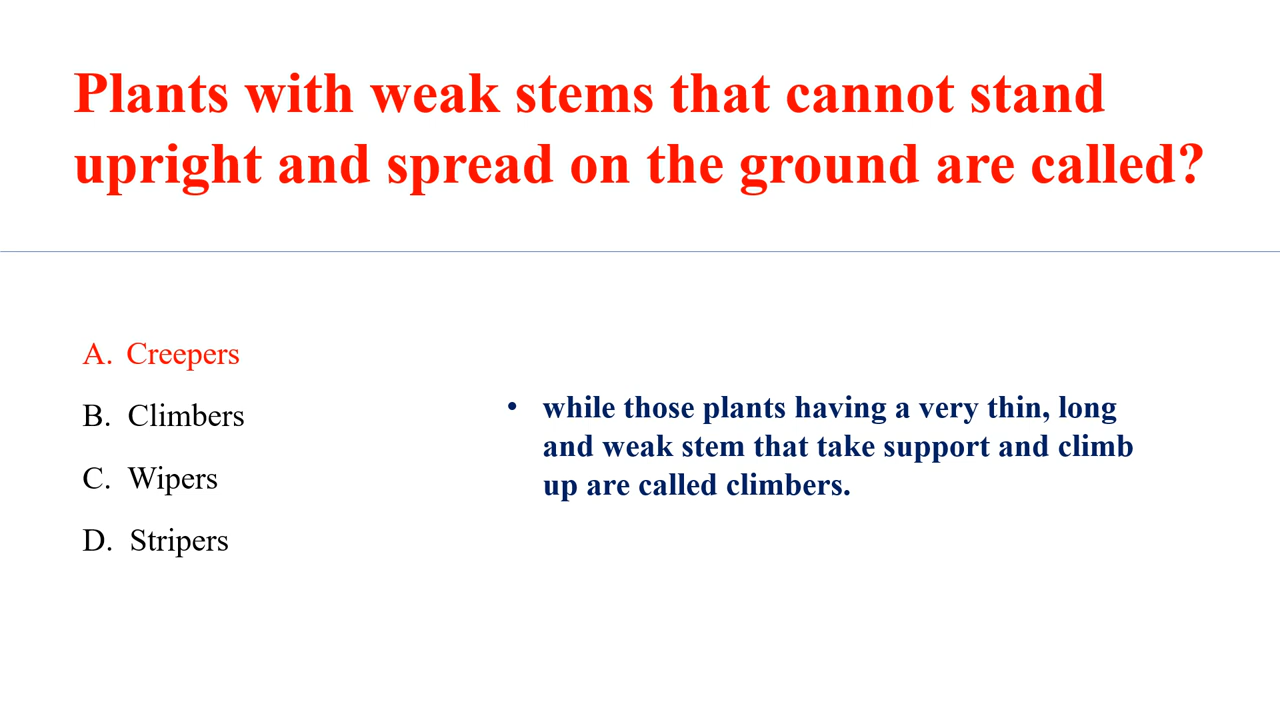 Plants with weak stems that cannot stand
upright and spread on the ground are called?
A. Creepers
B. Climbers
C. Wipers
D. Stripers
• while those plants having a very thin, long
and weak stem that take support and climb
up are called climbers.